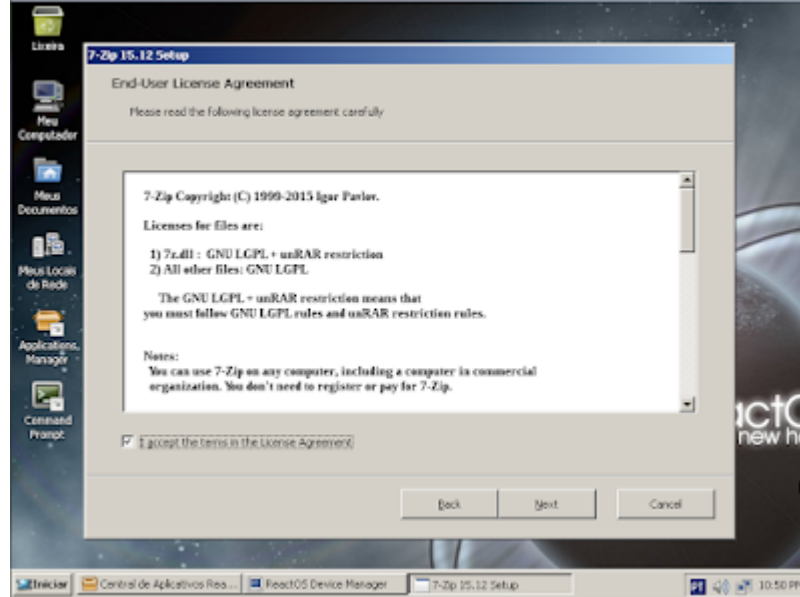 Lixeira
Meu
Computador
Meus
Documentos
Meus Locais
de Rede
Applications
Manager
Command
Prompt
7-Zip 15.12 Setup
End-User License Agreement
Please read the following license agreement carefully
7-Zip Copyright (C) 1999-2015 Igor Pavlov.
Licenses for files are:
1) 7z.dll : GNU LGPL + unRAR restriction
2) All other files: GNU LGPL
The GNU LGPL + unRAR restriction means that
you must follow GNU LGPL rules and unRAR restriction rules.
Notes:
You can use 7-Zip on any computer, including a computer in commercial
organization. You don't need to register or pay for 7-Zip.
I accept the terms in the License Agreement
Back Next Cancel
actO
new h
Iniciar Central de Aplicativos Rea... ReactOS Device Manager 7-Zip 15.12 Setup PT 10:50 PM